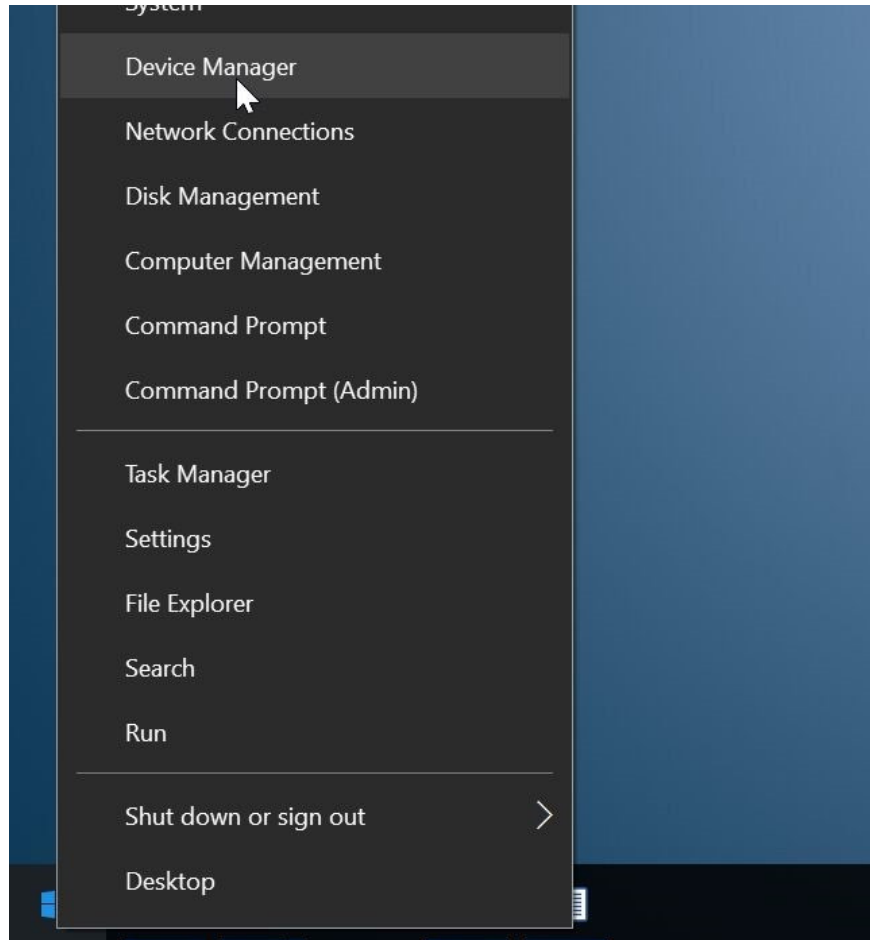 System
Device Manager
Network Connections
Disk Management
Computer Management
Command Prompt
Command Prompt (Admin)
Task Manager
Settings
File Explorer
Search
Run
Shut down or sign out
Desktop